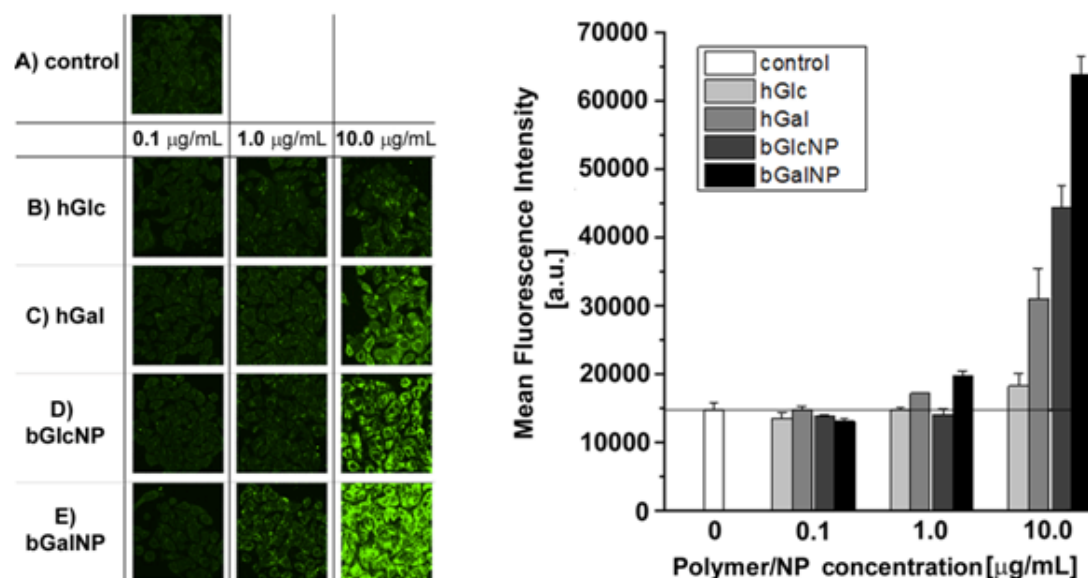 A) control
0.1 μg/mL 1.0 μg/mL 10.0 μg/mL
B) hGlc
C) hGal
D)
bGlcNP
E)
bGalNP
70000
60000
50000
40000
30000
20000
10000
0
Mean Fluorescence Intensity
[a.u.]
control
hGlc
hGal
bGlcNP
bGalNP
0 0.1 1.0 10.0
Polymer/NP concentration [μg/mL]